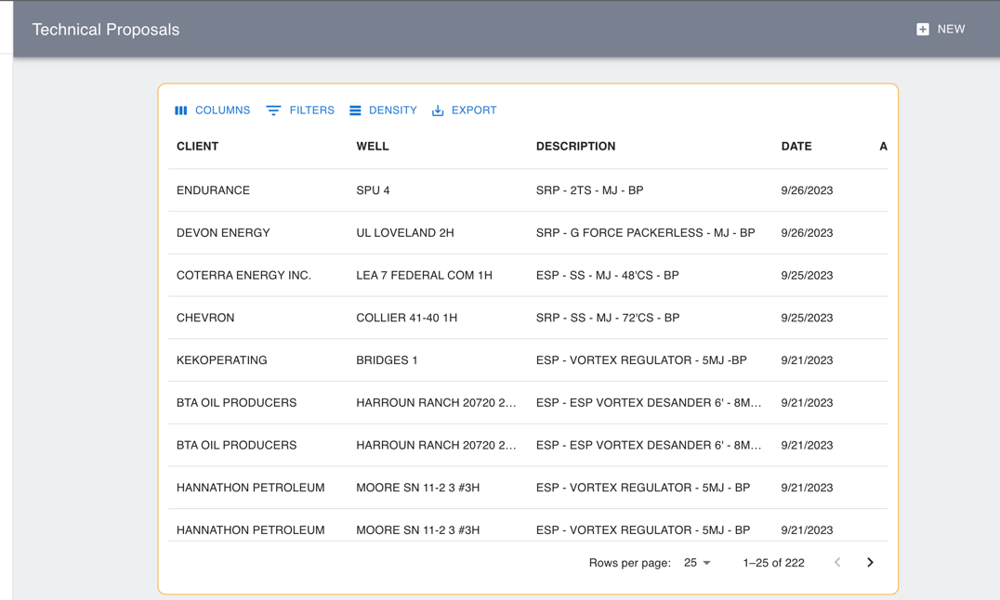 Technical Proposals NEW
COLUMNS FILTERS DENSITY EXPORT
CLIENT WELL DESCRIPTION DATE A
ENDURANCE SPU 4 SRP - 2TS - MJ - BP 9/26/2023
DEVON ENERGY UL LOVELAND 2H SRP - G FORCE PACKERLESS - MJ - BP 9/26/2023
COTERRA ENERGY INC. LEA 7 FEDERAL COM 1H ESP - SS - MJ - 48'CS - BP 9/25/2023
CHEVRON COLLIER 41-40 1H SRP - SS - MJ - 72'CS - BP 9/25/2023
KEKOPERATING BRIDGES 1 ESP - VORTEX REGULATOR - 5MJ -BP 9/21/2023
BTA OIL PRODUCERS HARROUN RANCH 20720 2... ESP - ESP VORTEX DESANDER 6' - 8M... 9/21/2023
BTA OIL PRODUCERS HARROUN RANCH 20720 2... ESP - ESP VORTEX DESANDER 6' - 8M... 9/21/2023
HANNATHON PETROLEUM MOORE SN 11-2 3 #3H ESP - VORTEX REGULATOR - 5MJ - BP 9/21/2023
HANNATHON PETROLEUM MOORE SN 11-2 3 #3H ESP - VORTEX REGULATOR - 5MJ - BP 9/21/2023
Rows per page: 25 1–25 of 222